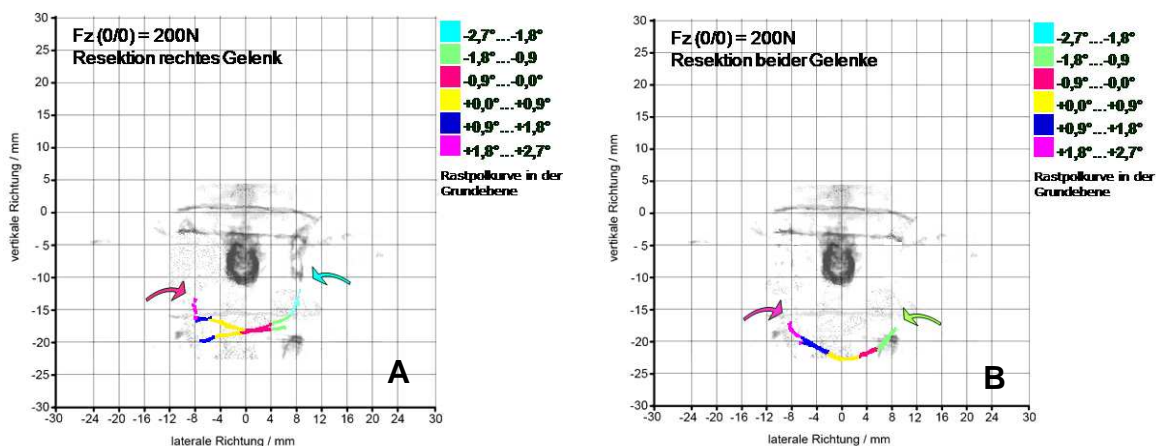 Fz (0/0) = 200N
Resektion rechtes Gelenk
-2,7°....-1,8°
-1,8°....-0,9
-0,9°....-0,0°
+0,0°....+0,9°
+0,9°....+1,8°
+1,8°....+2,7°
Rastpolkurve in der
Grundebene
vertikale Richtung / mm
30
25
20
15
10
5
0
-5
-10
-15
-20
-25
-30
-30 -24 -20 -16 -12 -8 -4 0 4 8 12 16 20 24 30
laterale Richtung / mm
A
Fz (0/0) = 200N
Resektion beider Gelenke
-2,7°....-1,8°
-1,8°....-0,9
-0,9°....-0,0°
+0,0°....+0,9°
+0,9°....+1,8°
+1,8°....+2,7°
Rastpolkurve in der
Grundebene
vertikale Richtung / mm
30
25
20
15
10
5
0
-5
-10
-15
-20
-25
-30
-30 -24 -20 -16 -12 -8 -4 0 4 8 12 16 20 24 30
laterale Richtung / mm
B